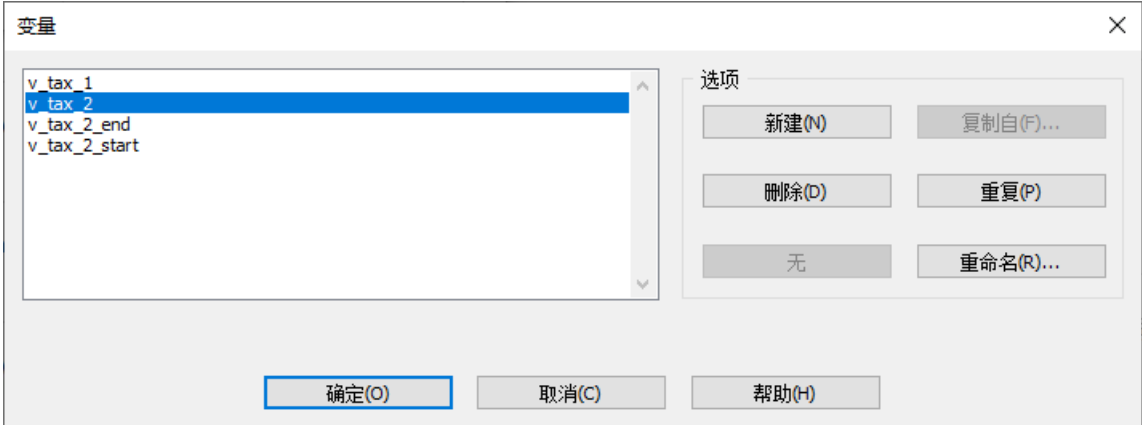 变量
v_tax_1
v_tax_2
v_tax_2_end
v_tax_2_start
选项
新建(N)
复制自(F)...
删除(D)
重复(P)
无
重命名(R)...
确定(O)
取消(C)
帮助(H)